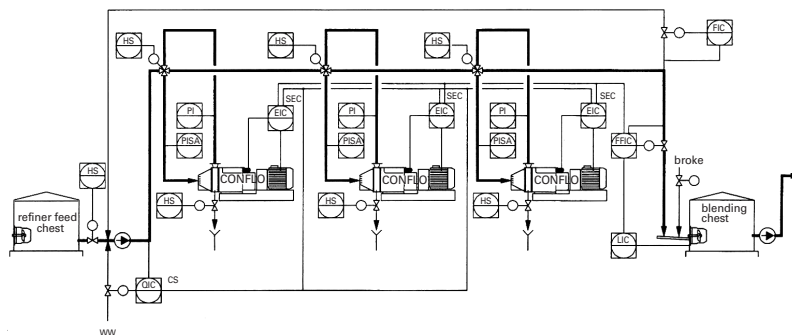 HS
HS
HS
FIC
SEC
SEC
SEC
PI
EIC
PI
EIC
PI
EIC
PISA
PISA
PISA
FFIC
broke
HS
CONFLO
CONFLO
CONFLO
HS
HS
HS
refiner feed
chest
blending
chest
LIC
QIC
CS
WW